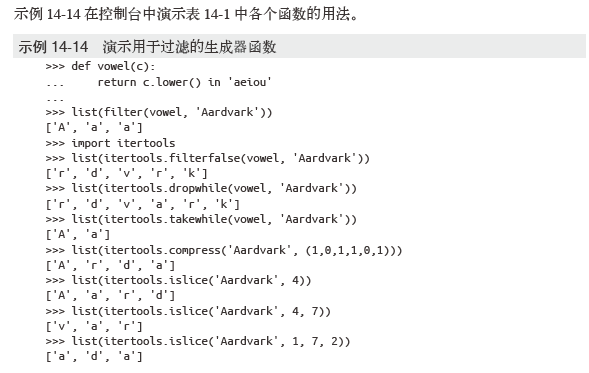 示例 14-14 在控制台中演示表 14-1 中各个函数的用法。
示例 14-14 演示用于过滤的生成器函数
>>> def vowel(c):
...     return c.lower() in 'aeiou'
...
>>> list(filter(vowel, 'Aardvark'))
['A', 'a', 'a']
>>> import itertools
>>> list(itertools.filterfalse(vowel, 'Aardvark'))
['r', 'd', 'v', 'r', 'k']
>>> list(itertools.dropwhile(vowel, 'Aardvark'))
['r', 'd', 'v', 'a', 'r', 'k']
>>> list(itertools.takewhile(vowel, 'Aardvark'))
['A', 'a']
>>> list(itertools.compress('Aardvark', (1,0,1,1,0,1)))
['A', 'r', 'd', 'a']
>>> list(itertools.islice('Aardvark', 4))
['A', 'a', 'r', 'd']
>>> list(itertools.islice('Aardvark', 4, 7))
['v', 'a', 'r']
>>> list(itertools.islice('Aardvark', 1, 7, 2))
['a', 'd', 'a']